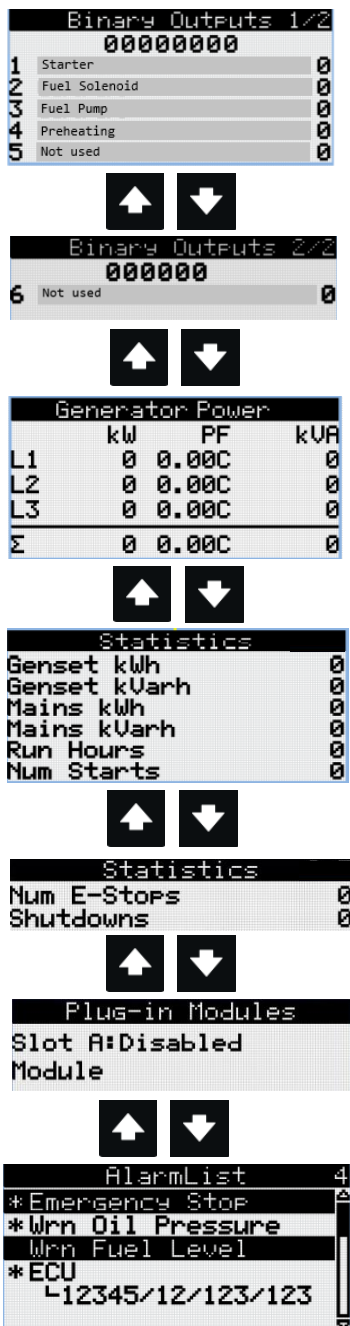 Binary Outputs 1/2
00000000
1 Starter 0
2 Fuel Solenoid 0
3 Fuel Pump 0
4 Preheating 0
5 Not used 0
Binary Outputs 2/2
000000
6 Not used 0
Generator Power
kW PF kVA
L1 0 0.00C 0
L2 0 0.00C 0
L3 0 0.00C 0
Σ 0 0.00C 0
Statistics
Genset kWh 0
Genset kVarh 0
Mains kWh 0
Mains kVarh 0
Run Hours 0
Num Starts 0
Statistics
Num E-Stops 0
Shutdowns 0
Plug-in Modules
Slot A:Disabled
Module
AlarmList 4
*Emergency Stop
*Wrn Oil Pressure
Wrn Fuel Level
*ECU
└12345/12/123/123